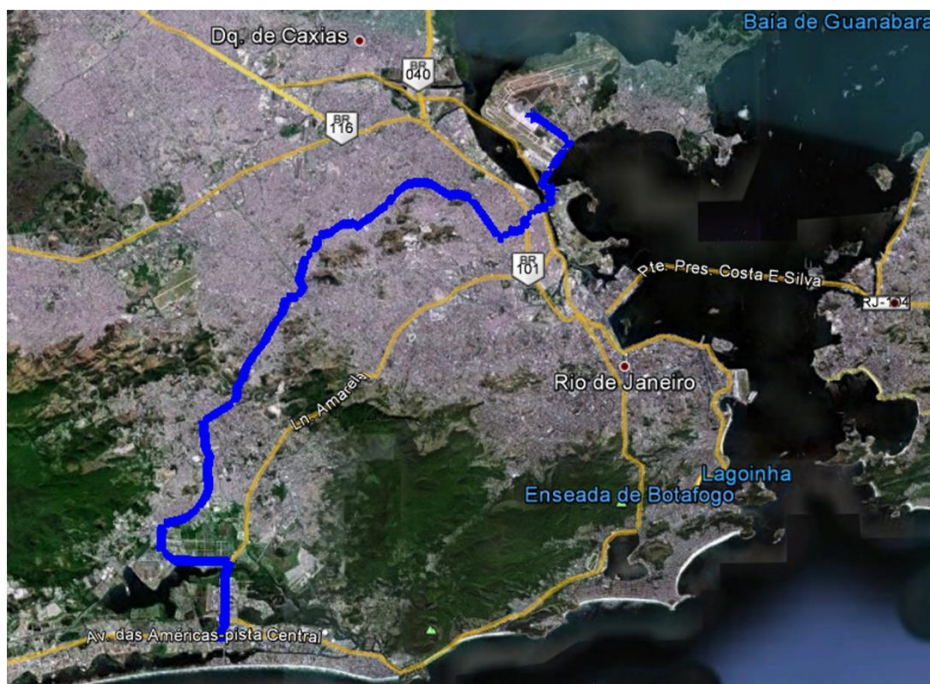 Baía de Guanabara
Dq. de Caxias
BR
040
BR
116
BR
101
Pte. Pres. Costa E Silva
Rio de Janeiro
Ln. Amarela
Lagoinha
Enseada de Botafogo
Av. das Américas-pista Central